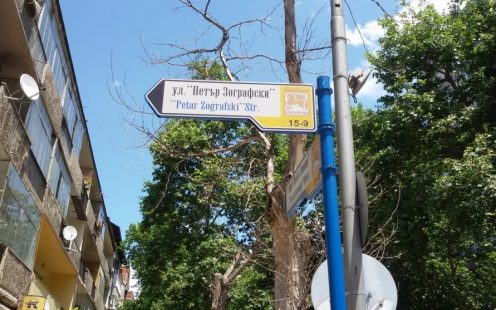 ул. "Петър Зографски"
"Petar Zografski" Str.
15-9